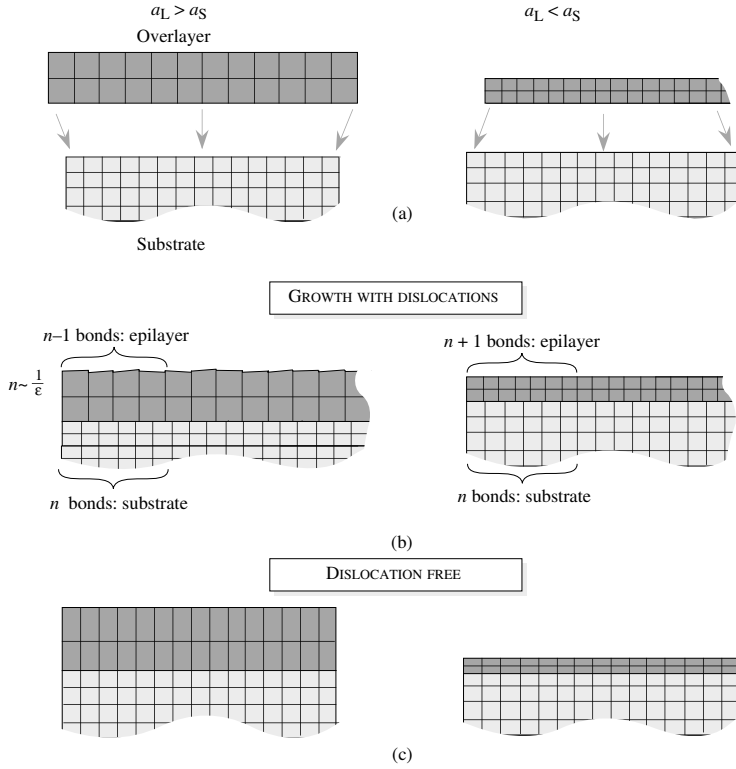 a_L > a_S
a_L < a_S
Overlayer
(a)
Substrate
GROWTH WITH DISLOCATIONS
n–1 bonds: epilayer
n + 1 bonds: epilayer
n ~ 1/ε
n bonds: substrate
n bonds: substrate
(b)
DISLOCATION FREE
(c)